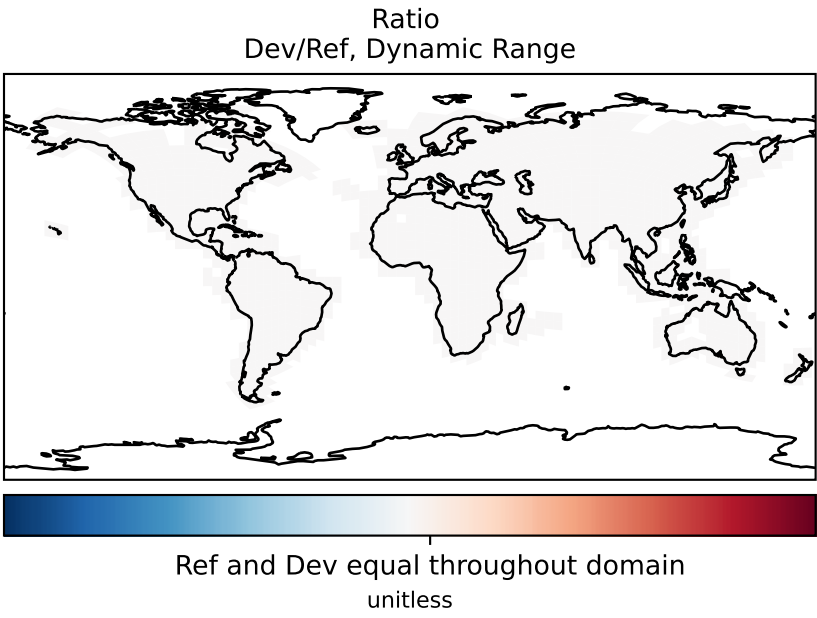 Ratio
Dev/Ref, Dynamic Range
Ref and Dev equal throughout domain
unitless